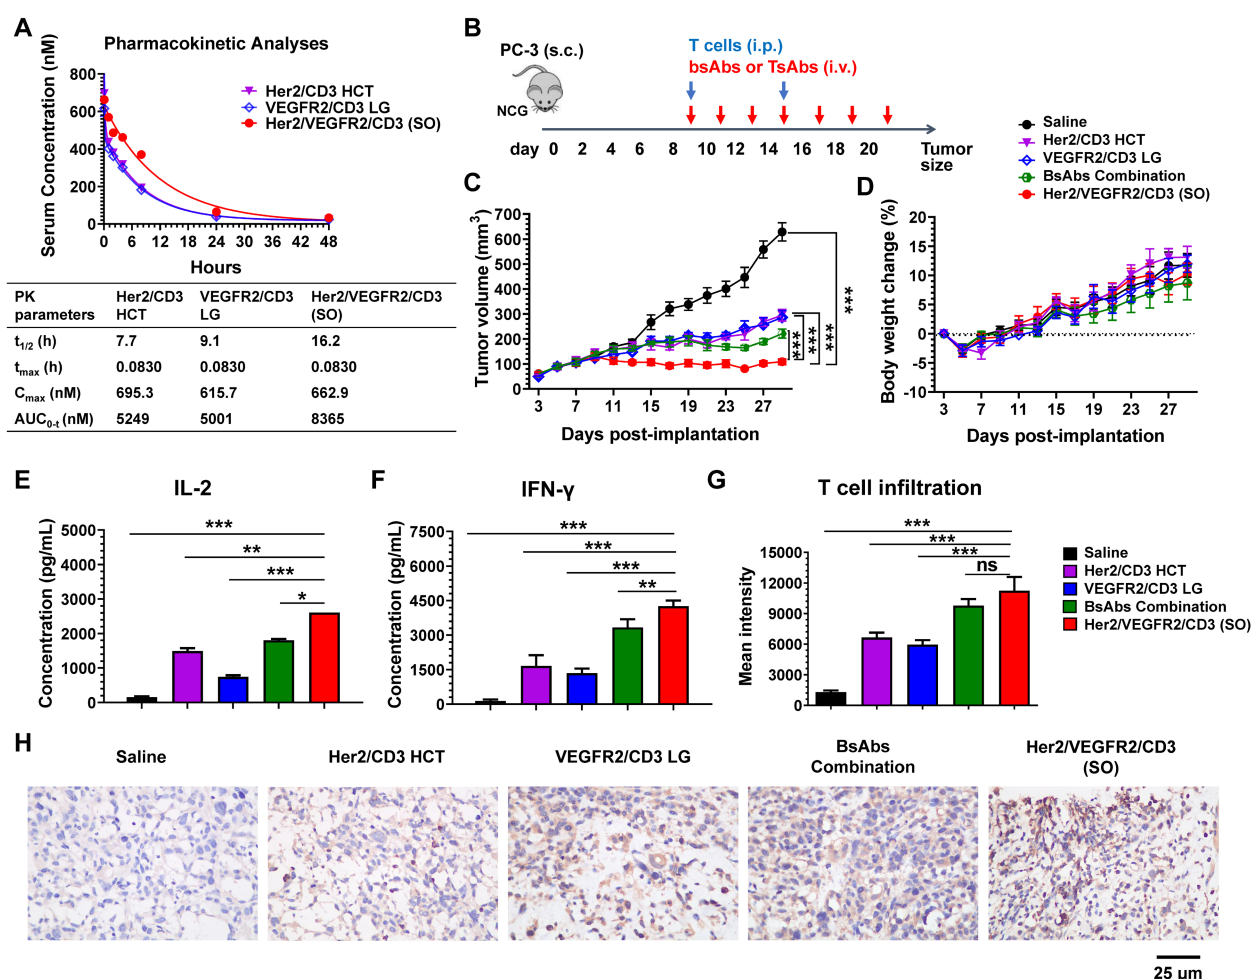 A
Pharmacokinetic Analyses
Serum Concentration (nM)
800
600
400
200
0
0 6 12 18 24 30 36 42 48
Hours
Her2/CD3 HCT
VEGFR2/CD3 LG
Her2/VEGFR2/CD3 (SO)
PK parameters Her2/CD3 HCT VEGFR2/CD3 LG Her2/VEGFR2/CD3 (SO)
t1/2 (h) 7.7 9.1 16.2
tmax (h) 0.0830 0.0830 0.0830
Cmax (nM) 695.3 615.7 662.9
AUC0-t (nM) 5249 5001 8365
B
PC-3 (s.c.)
NCG
T cells (i.p.)
bsAbs or TsAbs (i.v.)
day 0 2 4 6 8 10 12 14 16 18 20 Tumor size
Saline
Her2/CD3 HCT
VEGFR2/CD3 LG
BsAbs Combination
Her2/VEGFR2/CD3 (SO)
C
Tumor volume (mm3)
700
600
500
400
300
200
100
0
3 7 11 15 19 23 27
Days post-implantation
***
***
***
***
D
Body weight change (%)
20
15
10
5
0
-5
-10
3 7 11 15 19 23 27
Days post-implantation
E
IL-2
Concentration (pg/mL)
5000
4000
3000
2000
1000
0
***
**
***
*
F
IFN-γ
Concentration (pg/mL)
7500
6000
4500
3000
1500
0
***
***
***
**
G
T cell infiltration
Mean intensity
15000
12000
9000
6000
3000
0
***
***
***
ns
Saline
Her2/CD3 HCT
VEGFR2/CD3 LG
BsAbs Combination
Her2/VEGFR2/CD3 (SO)
H
Saline
Her2/CD3 HCT
VEGFR2/CD3 LG
BsAbs
Combination
Her2/VEGFR2/CD3
(SO)
25 μm